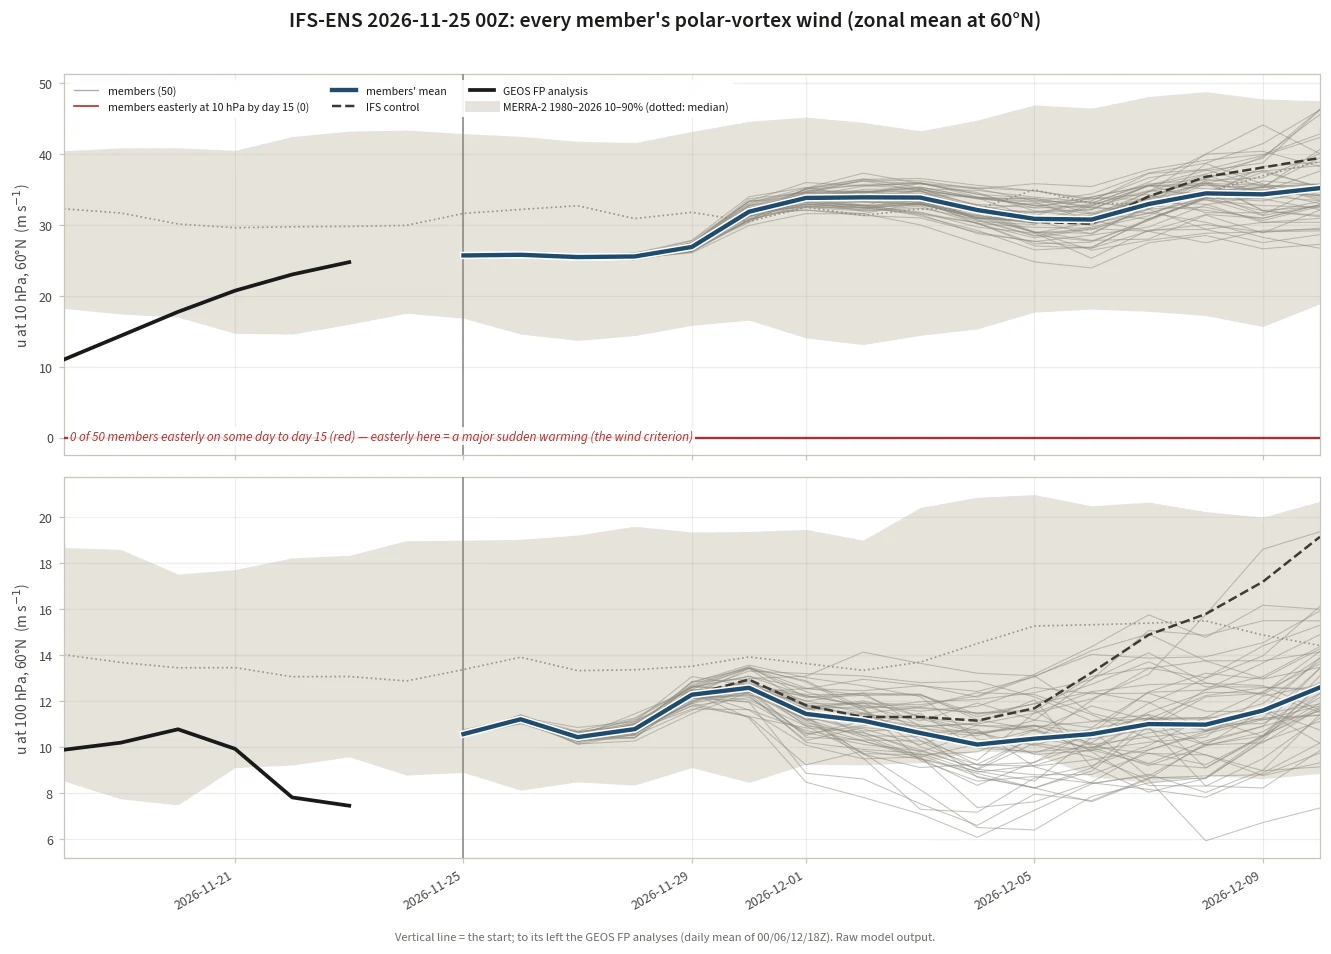 IFS-ENS 2026-11-25 00Z: every member's polar-vortex wind (zonal mean at 60°N)
members (50)
members easterly at 10 hPa by day 15 (0)
members' mean
IFS control
GEOS FP analysis
MERRA-2 1980–2026 10–90% (dotted: median)
u at 10 hPa, 60°N (m s⁻¹)
50
40
30
20
10
0
0 of 50 members easterly on some day to day 15 (red) — easterly here = a major sudden warming (the wind criterion)
u at 100 hPa, 60°N (m s⁻¹)
20
18
16
14
12
10
8
6
2026-11-21
2026-11-25
2026-11-29
2026-12-01
2026-12-05
2026-12-09
Vertical line = the start; to its left the GEOS FP analyses (daily mean of 00/06/12/18Z). Raw model output.